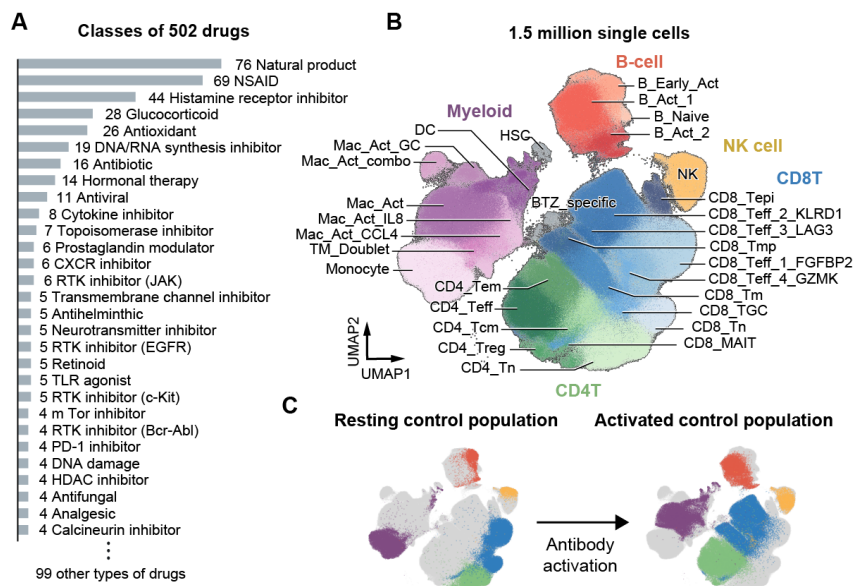 A
Classes of 502 drugs
76 Natural product
69 NSAID
44 Histamine receptor inhibitor
28 Glucocorticoid
26 Antioxidant
19 DNA/RNA synthesis inhibitor
16 Antibiotic
14 Hormonal therapy
11 Antiviral
8 Cytokine inhibitor
7 Topoisomerase inhibitor
6 Prostaglandin modulator
6 CXCR inhibitor
6 RTK inhibitor (JAK)
5 Transmembrane channel inhibitor
5 Antihelminthic
5 Neurotransmitter inhibitor
5 RTK inhibitor (EGFR)
5 Retinoid
5 TLR agonist
5 RTK inhibitor (c-Kit)
4 m Tor inhibitor
4 RTK inhibitor (Bcr-Abl)
4 PD-1 inhibitor
4 DNA damage
4 HDAC inhibitor
4 Antifungal
4 Analgesic
4 Calcineurin inhibitor
99 other types of drugs
B
1.5 million single cells
B-cell
B_Early_Act
B_Act_1
B_Naive
B_Act_2
Myeloid
DC
HSC
Mac_Act_GC
Mac_Act_combo
Mac_Act
Mac_Act_IL8
Mac_Act_CCL4
TM_Doublet
Monocyte
NK cell
NK
CD8T
BTZ_specific
CD8_Tepi
CD8_Teff_2_KLRD1
CD8_Teff_3_LAG3
CD8_Tmp
CD8_Teff_1_FGFBP2
CD8_Teff_4_GZMK
CD8_Tm
CD8_TGC
CD8_Tn
CD8_MAIT
CD4_Tem
CD4_Teff
CD4_Tcm
CD4_Treg
CD4_Tn
CD4T
UMAP2
UMAP1
C
Resting control population
Activated control population
Antibody
activation